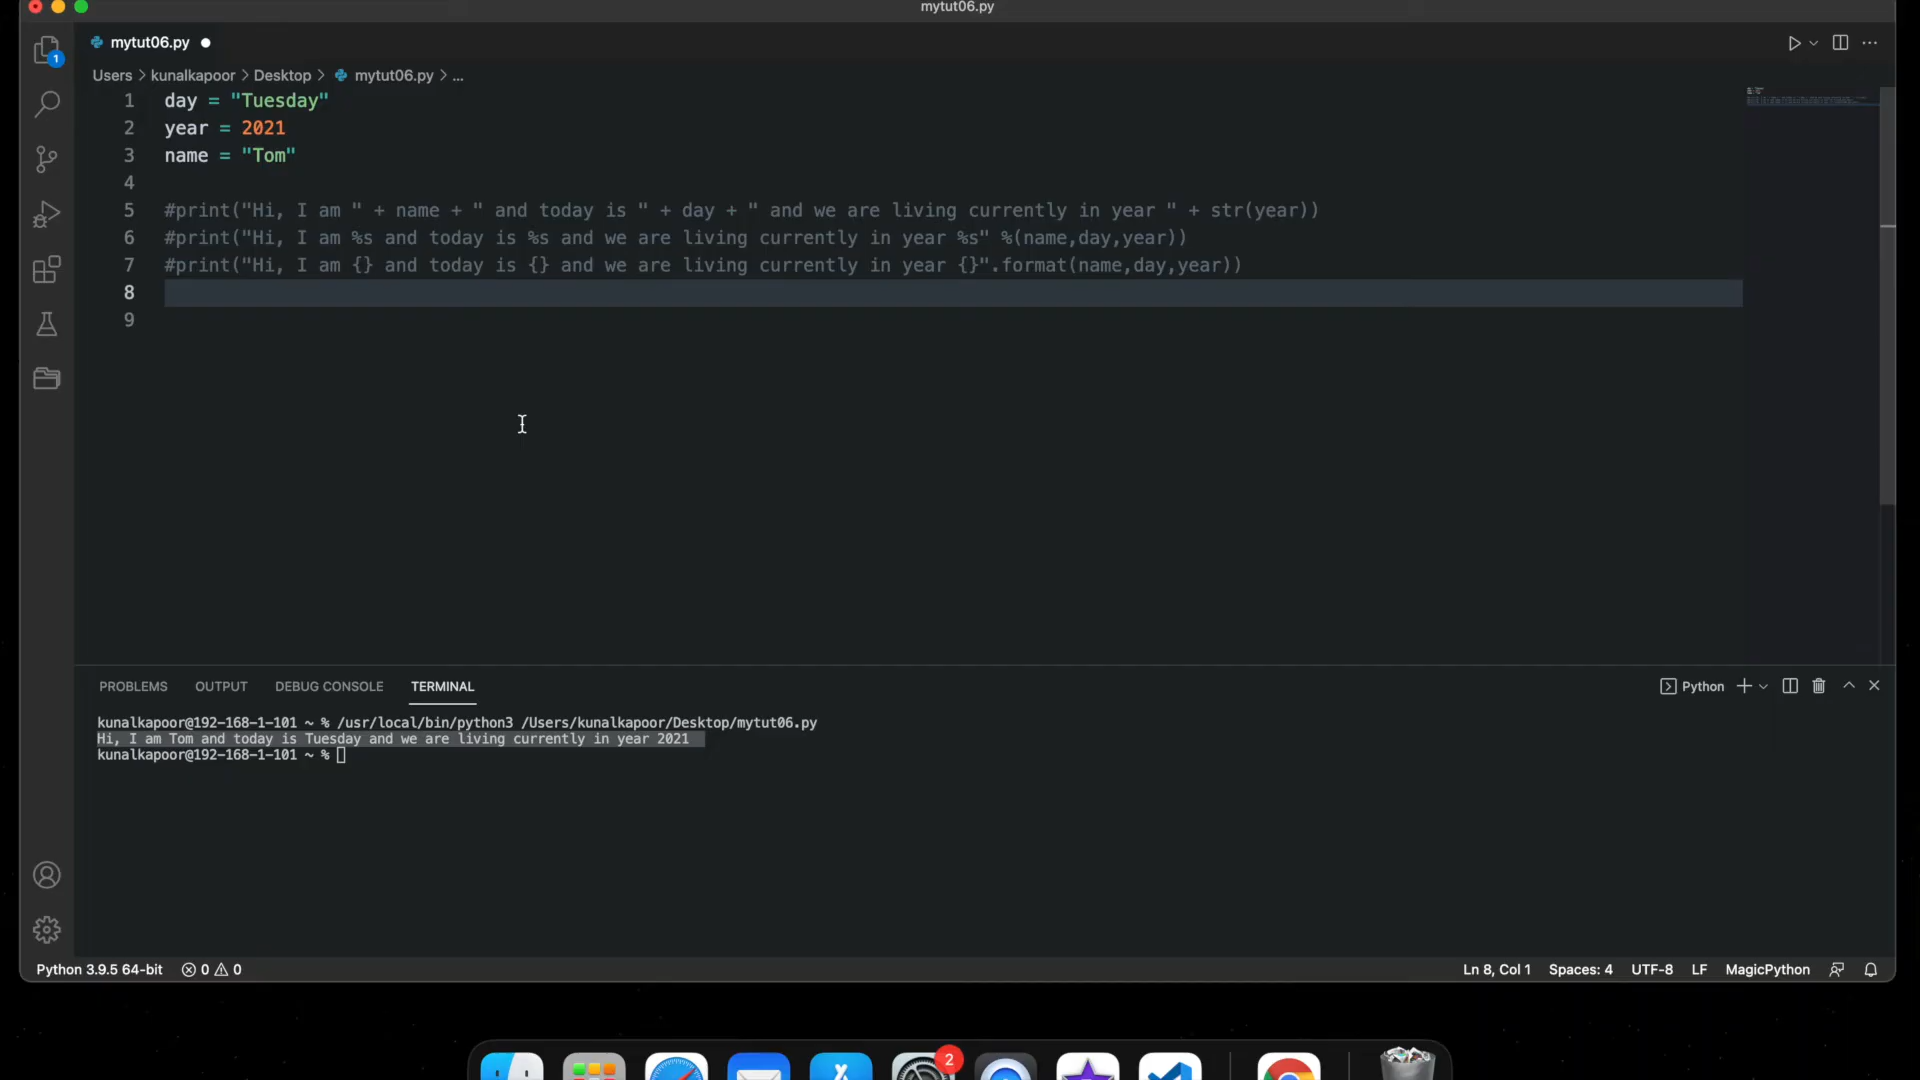 mytut06.py
1
mytut06.py
Users > kunalkapoor > Desktop > mytut06.py > ...
1 day = "Tuesday"
2 year = 2021
3 name = "Tom"
4
5 #print("Hi, I am " + name + " and today is " + day + " and we are living currently in year " + str(year))
6 #print("Hi, I am %s and today is %s and we are living currently in year %s" %(name,day,year))
7 #print("Hi, I am {} and today is {} and we are living currently in year {}".format(name,day,year))
8
9
PROBLEMS OUTPUT DEBUG CONSOLE TERMINAL Python
kunalkapoor@192-168-1-101 ~ % /usr/local/bin/python3 /Users/kunalkapoor/Desktop/mytut06.py
Hi, I am Tom and today is Tuesday and we are living currently in year 2021
kunalkapoor@192-168-1-101 ~ %
Python 3.9.5 64-bit 0 0 Ln 8, Col 1 Spaces: 4 UTF-8 LF MagicPython
2